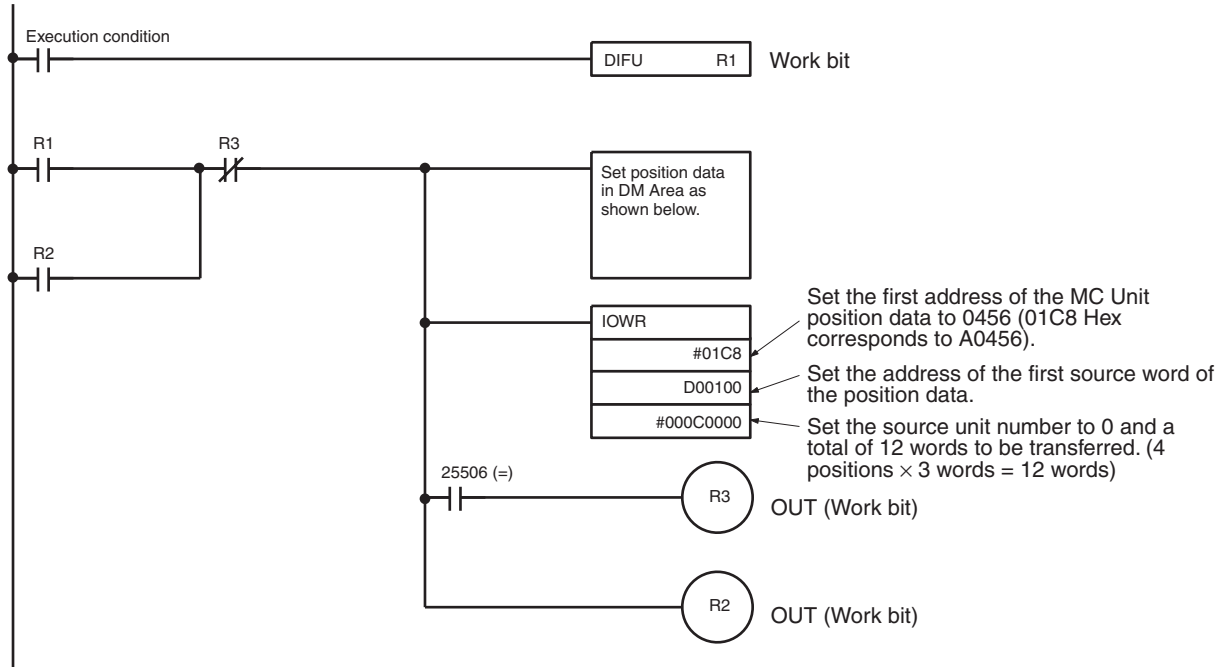 Execution condition
DIFU R1
Work bit
R1
R3
R2
Set position data
in DM Area as
shown below.
IOWR
#01C8
D00100
#000C0000
Set the first address of the MC Unit
position data to 0456 (01C8 Hex
corresponds to A0456).
Set the address of the first source word of
the position data.
Set the source unit number to 0 and a
total of 12 words to be transferred. (4
positions × 3 words = 12 words)
25506 (=)
R3
OUT (Work bit)
R2
OUT (Work bit)